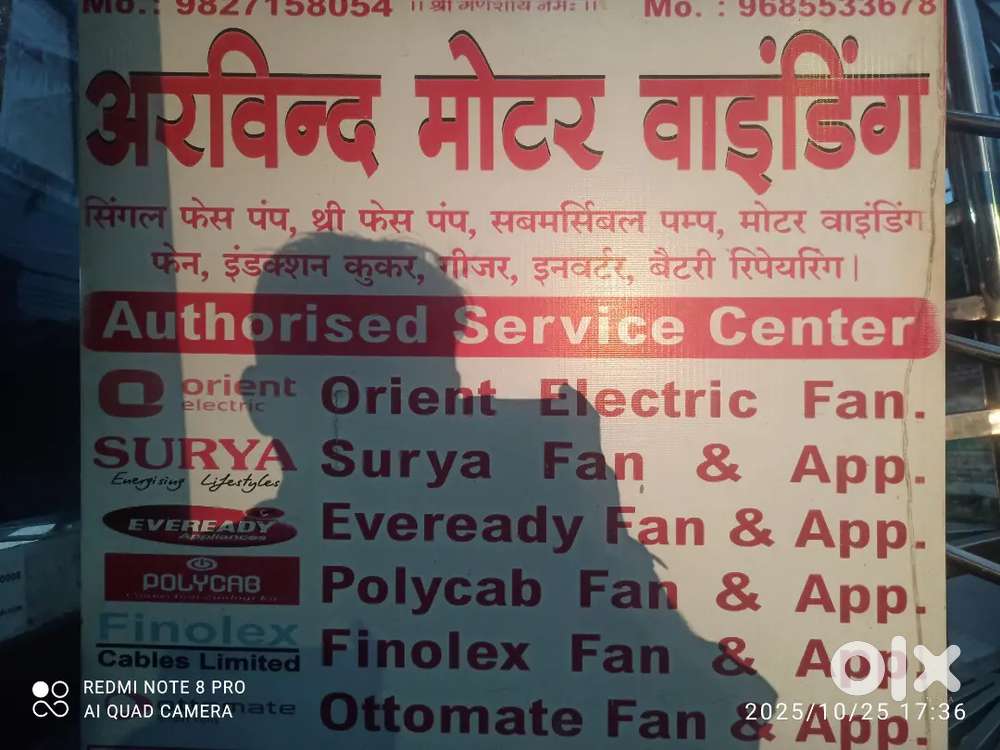 Mo.: 9827158054 ।। श्री गणेशाय नमः ।। Mo. : 9685533678
अरविन्द मोटर वाइंडिंग
सिंगल फेस पंप, थ्री फेस पंप, सबमर्सिबल पम्प, मोटर वाइंडिंग
फेन, इंडक्शन कुकर, गीजर, इनवर्टर, बैटरी रिपेयरिंग।
Authorised Service Center
orient electric Orient Electric Fan.
SURYA Energising Lifestyles Surya Fan & App.
EVEREADY Appliances Eveready Fan & App.
POLYCAB Polycab Fan & App.
Finolex Cables Limited Finolex Fan & App.
Ottomate Fan & App.
REDMI NOTE 8 PRO
AI QUAD CAMERA
olx
2025/10/25 17:36